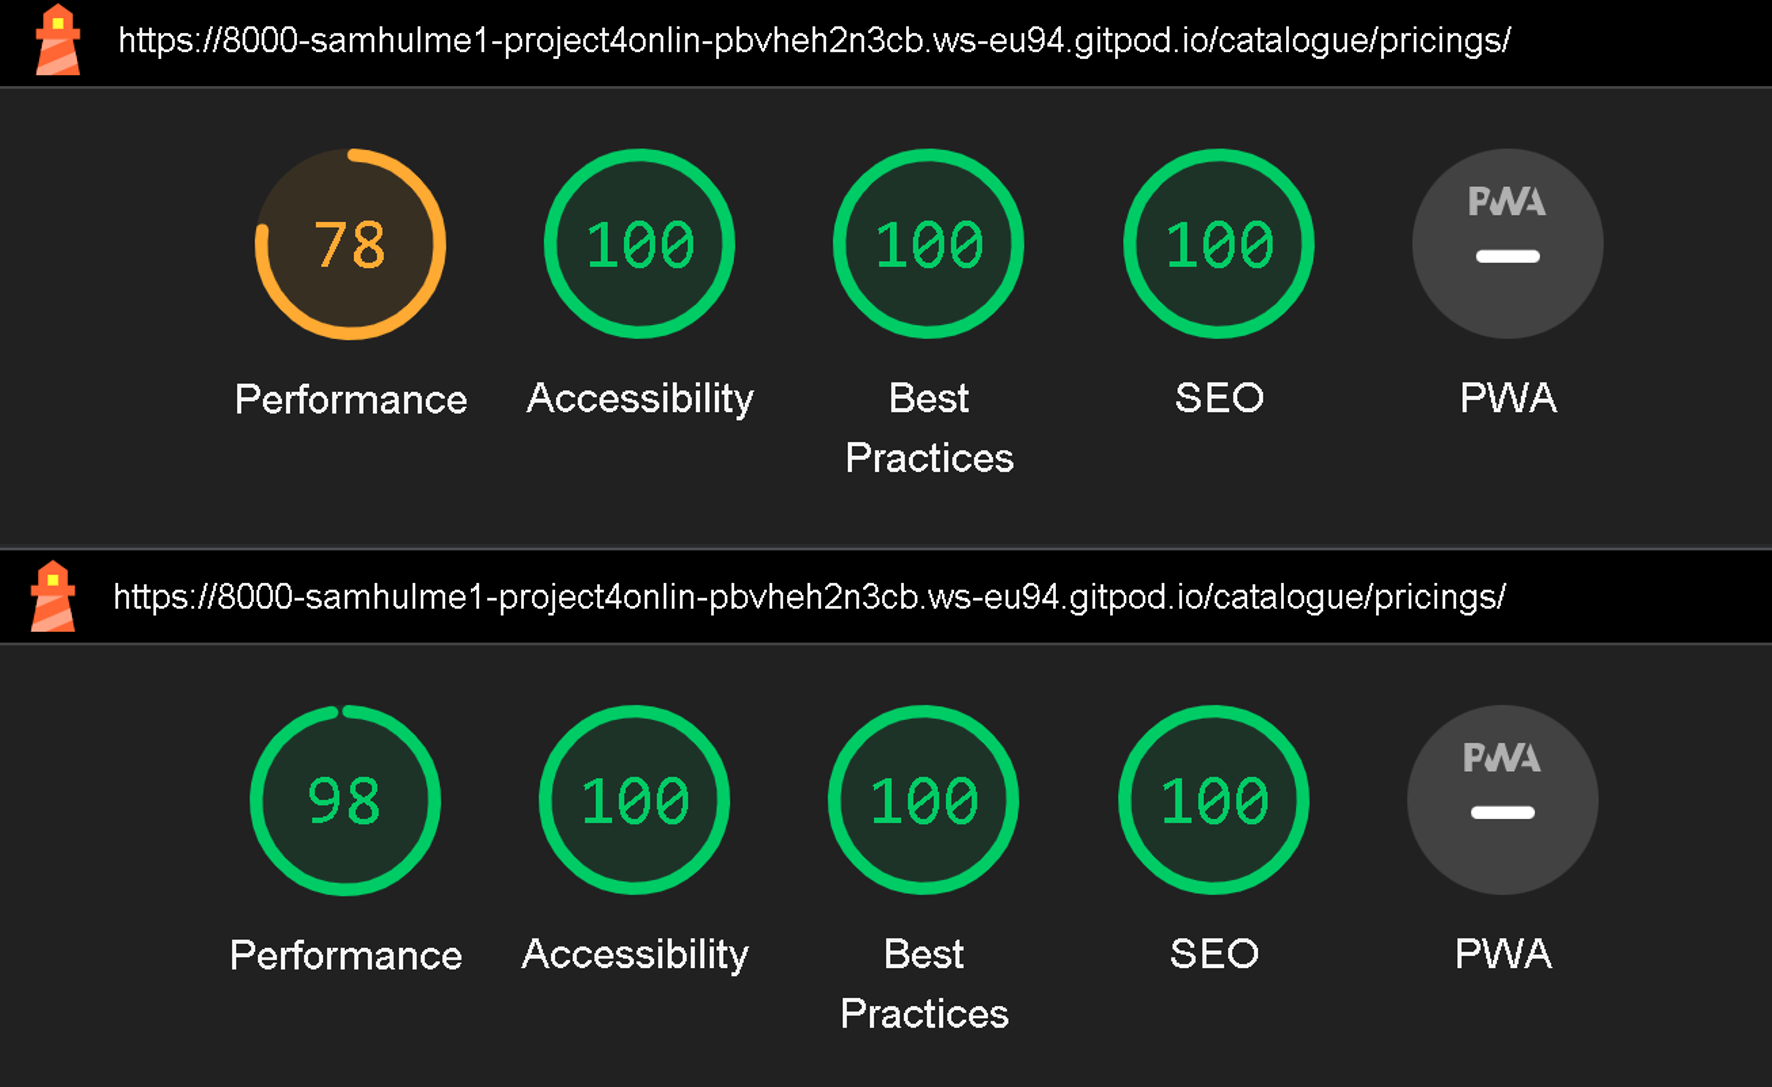 https://8000-samhulme1-project4onlin-pbvheh2n3cb.ws-eu94.gitpod.io/catalogue/pricings/
78 100 100 100 PWA
Performance Accessibility Best Practices SEO PWA
https://8000-samhulme1-project4onlin-pbvheh2n3cb.ws-eu94.gitpod.io/catalogue/pricings/
98 100 100 100 PWA
Performance Accessibility Best Practices SEO PWA